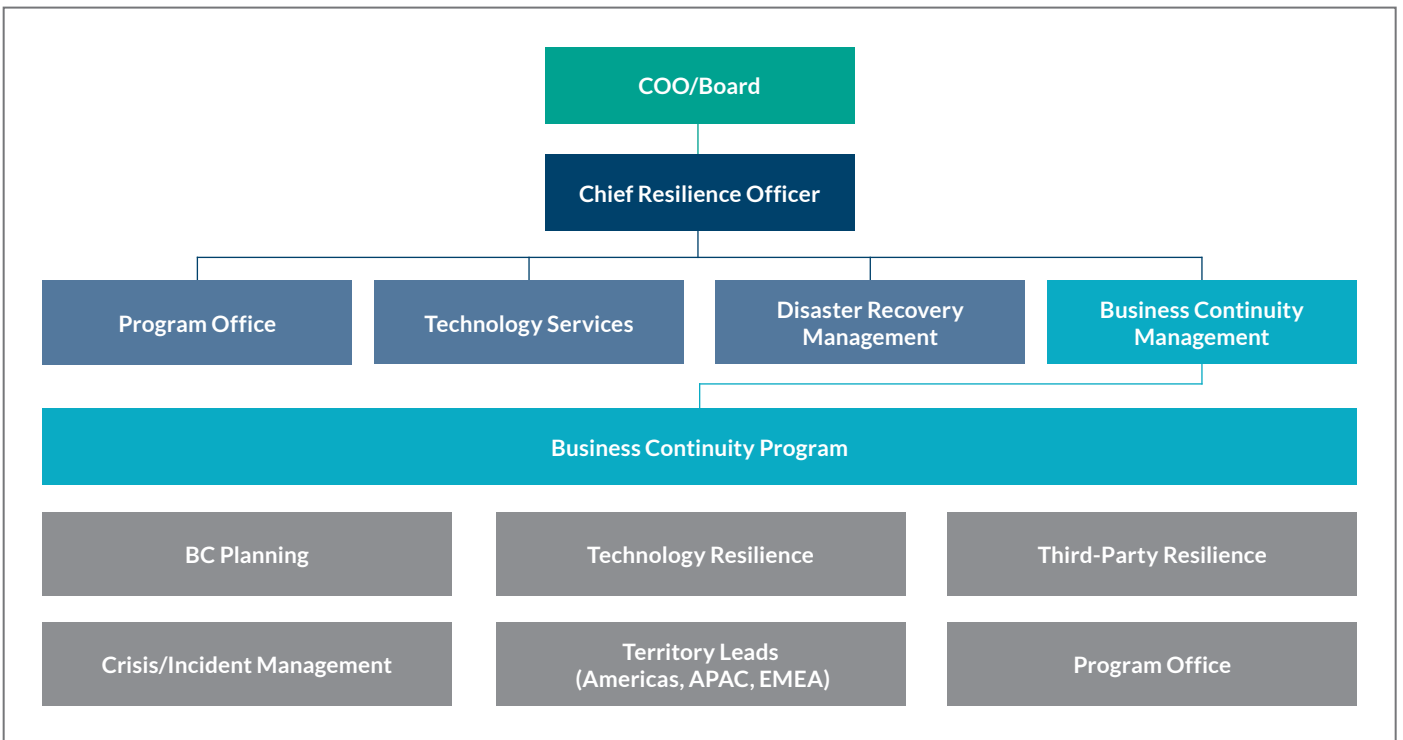 COO/Board
Chief Resilience Officer
Program Office
Technology Services
Disaster Recovery
Management
Business Continuity
Management
Business Continuity Program
BC Planning
Technology Resilience
Third-Party Resilience
Crisis/Incident Management
Territory Leads
(Americas, APAC, EMEA)
Program Office